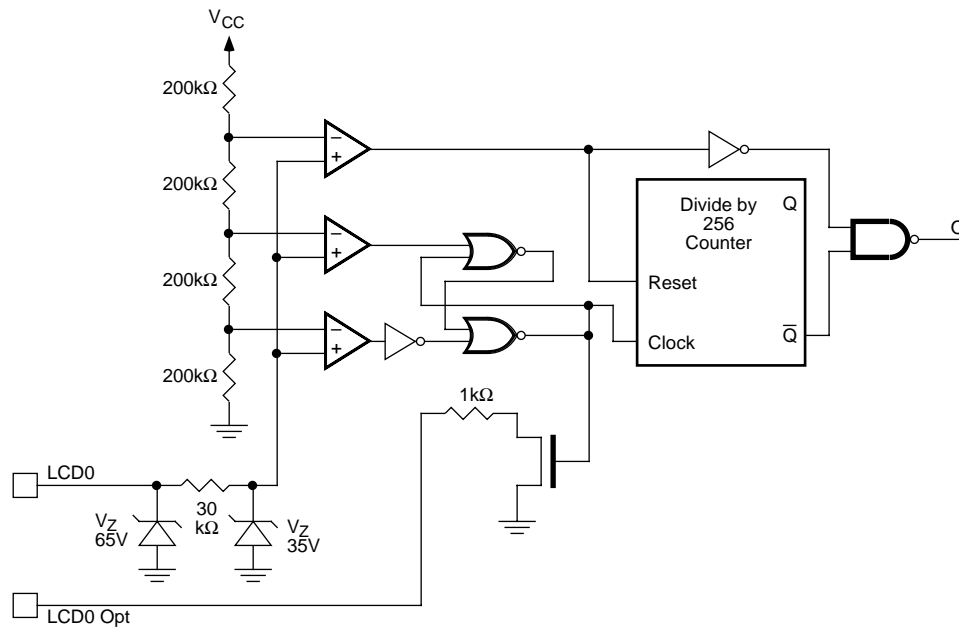 VCC
200kΩ
−
+
200kΩ
Divide by
256
Counter
Q
−
+
200kΩ
Reset
−
+
Clock
Q̅
200kΩ
1kΩ
LCD0
30
kΩ
VZ
65V
VZ
35V
LCD0 Opt